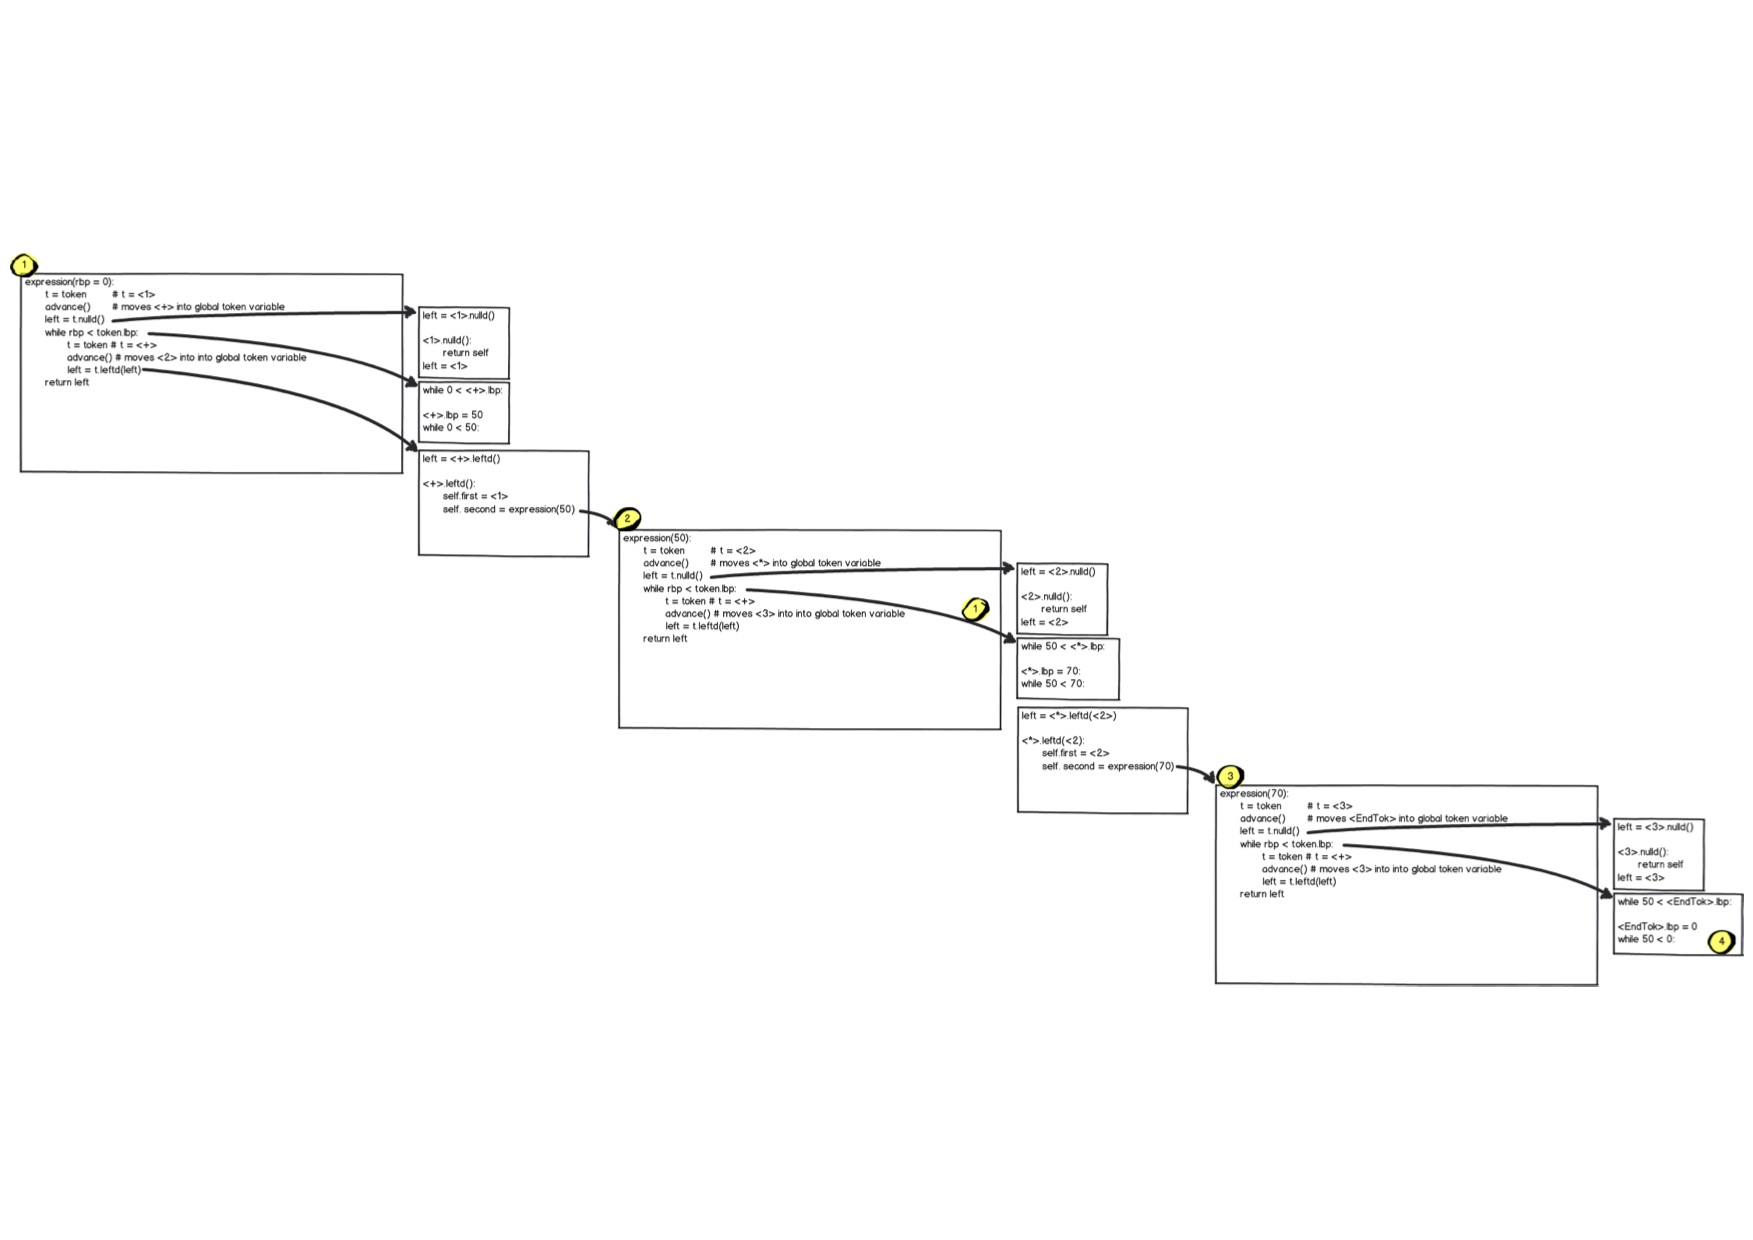 1
expression(rbp = 0):
t = token # t = <1>
advance() # moves <+> into global token variable
left = t.nulld()
while rbp < token.lbp:
t = token # t = <+>
advance() # moves <2> into into global token variable
left = t.leftd(left)
return left
left = <1>.nulld()
<1>.nulld():
return self
left = <1>
while 0 < <+>.lbp:
<+>.lbp = 50
while 0 < 50:
left = <+>.leftd()
<+>.leftd():
self.first = <1>
self. second = expression(50)
2
expression(50):
t = token # t = <2>
advance() # moves <*> into global token variable
left = t.nulld()
while rbp < token.lbp:
t = token # t = <+>
advance() # moves <3> into into global token variable
left = t.leftd(left)
return left
1
left = <2>.nulld()
<2>.nulld():
return self
left = <2>
while 50 < <*>.lbp:
<*>.lbp = 70:
while 50 < 70:
left = <*>.leftd(<2>)
<*>.leftd(<2):
self.first = <2>
self. second = expression(70)
3
expression(70):
t = token # t = <3>
advance() # moves <EndTok> into global token variable
left = t.nulld()
while rbp < token.lbp:
t = token # t = <+>
advance() # moves <3> into into global token variable
left = t.leftd(left)
return left
left = <3>.nulld()
<3>.nulld():
return self
left = <3>
while 50 < <EndTok>.lbp:
<EndTok>.lbp = 0
while 50 < 0:
4